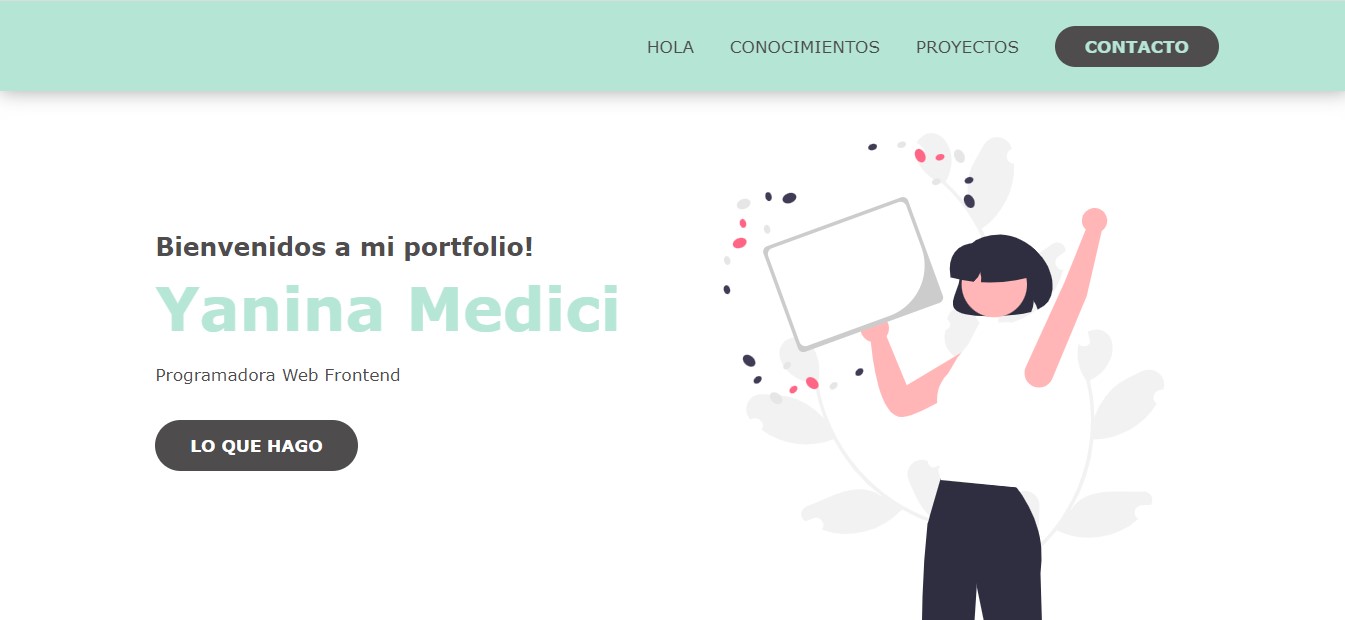 HOLA CONOCIMIENTOS PROYECTOS CONTACTO
Bienvenidos a mi portfolio!
Yanina Medici
Programadora Web Frontend
LO QUE HAGO